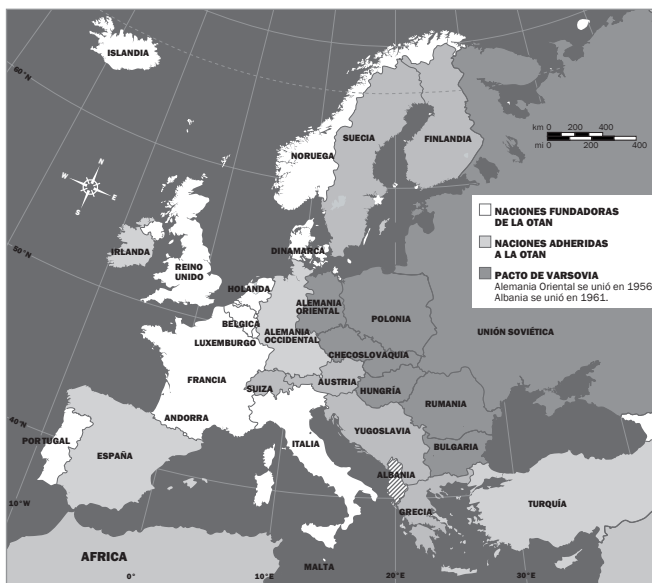 ISLANDIA
60°N
km 0 200 400
mi 0 200 400
SUECIA
FINLANDIA
NORUEGA
N
W
E
S
NACIONES FUNDADORAS
DE LA OTAN
NACIONES ADHERIDAS
A LA OTAN
PACTO DE VARSOVIA
Alemania Oriental se unió en 1956
Albania se unió en 1961.
50°N
IRLANDA
DINAMARCA
REINO
UNIDO
HOLANDA
ALEMANIA
ORIENTAL
POLONIA
BELGICA
UNIÓN SOVIÉTICA
LUXEMBURGO
ALEMANIA
OCCIDENTAL
CHECOSLOVAQUIA
FRANCIA
SUIZA
AUSTRIA
HUNGRÍA
RUMANIA
ANDORRA
ITALIA
40°N
PORTUGAL
ESPAÑA
YUGOSLAVIA
BULGARIA
ALBANIA
10°W
GRECIA
TURQUÍA
AFRICA
MALTA
0°
10°E
20°E
30°E